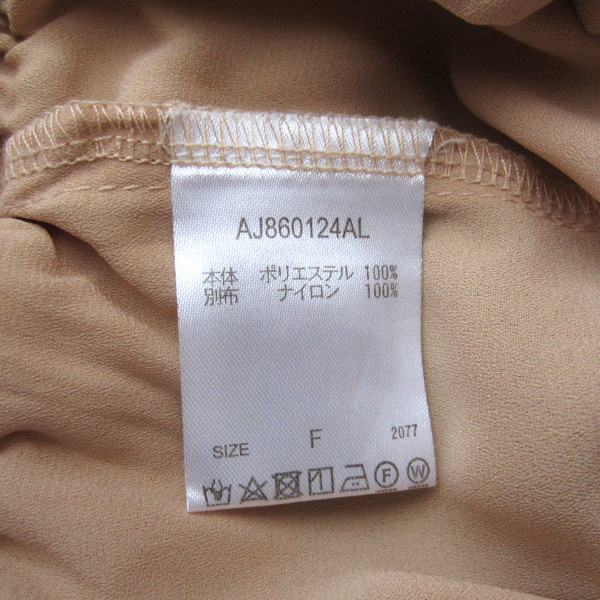 AJ860124AL
本体 ポリエステル 100%
別布 ナイロン 100%
SIZE F 2077
F W